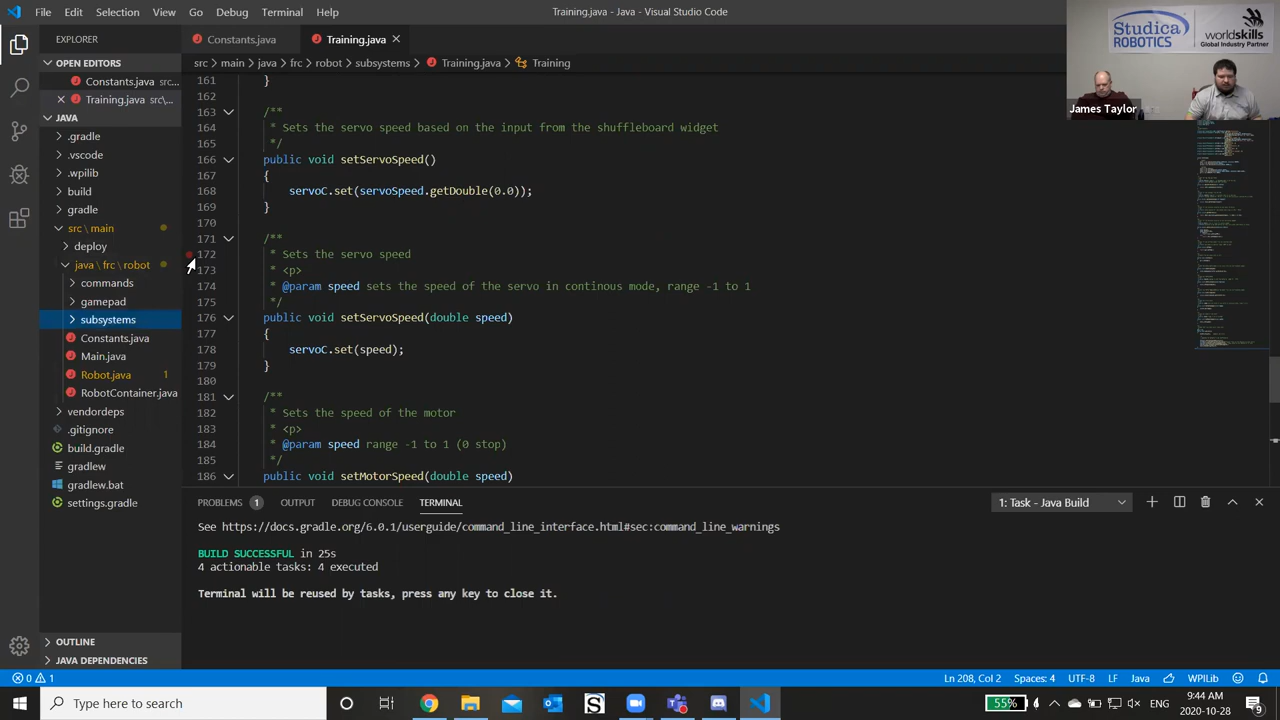 File Edit Selection View Go Debug Terminal Help
Training.java - Java - Visual Studio Code
EXPLORER
Constants.java
Training.java
OPEN EDITORS
Constants.java sr...
Training.java src\...
src > main > java > frc > robot > subsystems > Training.java > Training
JAVA
.gradle
.vscode
.wpilib
build
gradle
src \ main
deploy
java \ frc \ robot
commands
gamepad
subsystems
Constants.java
Main.java
Robot.java 1
RobotContainer.java
vendordeps
.gitignore
build.gradle
gradlew
gradlew.bat
settings.gradle
OUTLINE
JAVA DEPENDENCIES
161 }
162
163 /**
164 * Sets the servo speed based on the input from the shuffleboard widget
165 */
166 public void setServoSpeed()
167 {
168 servoC.set(servoSpeed.getDouble(0.0));
169 }
170
171 /**
172 * Sets the servo speed
173 * <p>
174 * @param speed sets the speed of the servo in continous mode, range -1 to 1
175 */
176 public void setServoSpeed(double speed)
177 {
178 servoC.set(speed);
179 }
180
181 /**
182 * Sets the speed of the motor
183 * <p>
184 * @param speed range -1 to 1 (0 stop)
185 */
186 public void setMotorSpeed(double speed)
PROBLEMS 1 OUTPUT DEBUG CONSOLE TERMINAL
1: Task - Java Build
See https://docs.gradle.org/6.0.1/userguide/command_line_interface.html#sec:command_line_warnings
BUILD SUCCESSFUL in 25s
4 actionable tasks: 4 executed
Terminal will be reused by tasks, press any key to close it.
0 1
Ln 208, Col 2 Spaces: 4 UTF-8 LF Java WPILib
Type here to search
55%
ENG
9:44 AM
2020-10-28
9
Studica
ROBOTICS
worldskills
Global Industry Partner
James Taylor